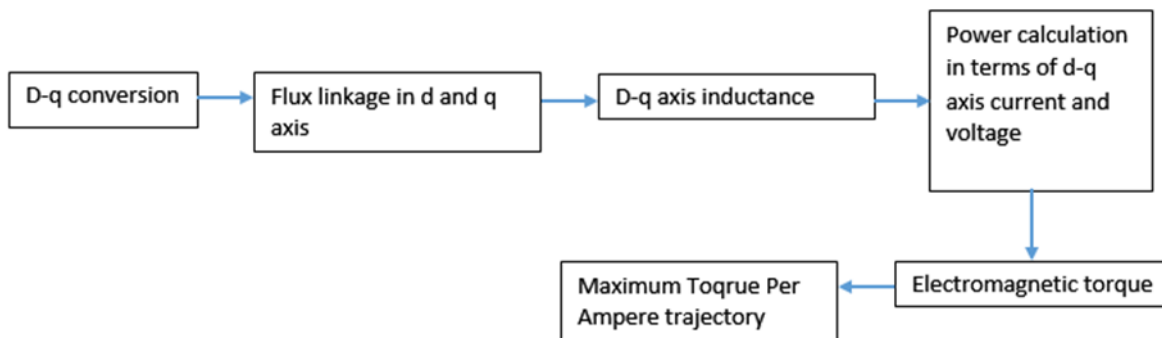 D-q conversion
Flux linkage in d and q
axis
D-q axis inductance
Power calculation
in terms of d-q
axis current and
voltage
Electromagnetic torque
Maximum Toqrue Per
Ampere trajectory